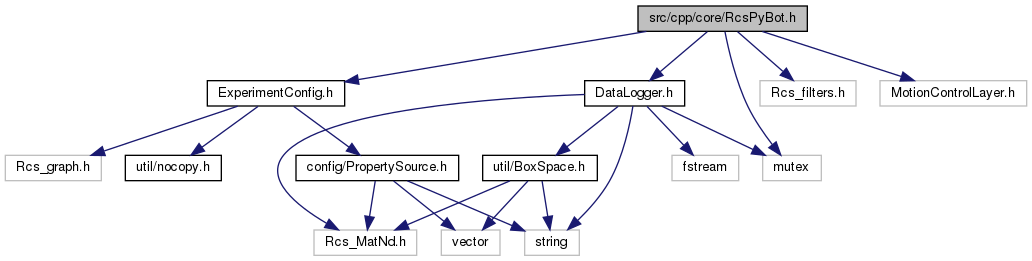 src/cpp/core/RcsPyBot.h
ExperimentConfig.h
DataLogger.h
Rcs_filters.h
MotionControlLayer.h
Rcs_graph.h
util/nocopy.h
config/PropertySource.h
util/BoxSpace.h
fstream
mutex
Rcs_MatNd.h
vector
string